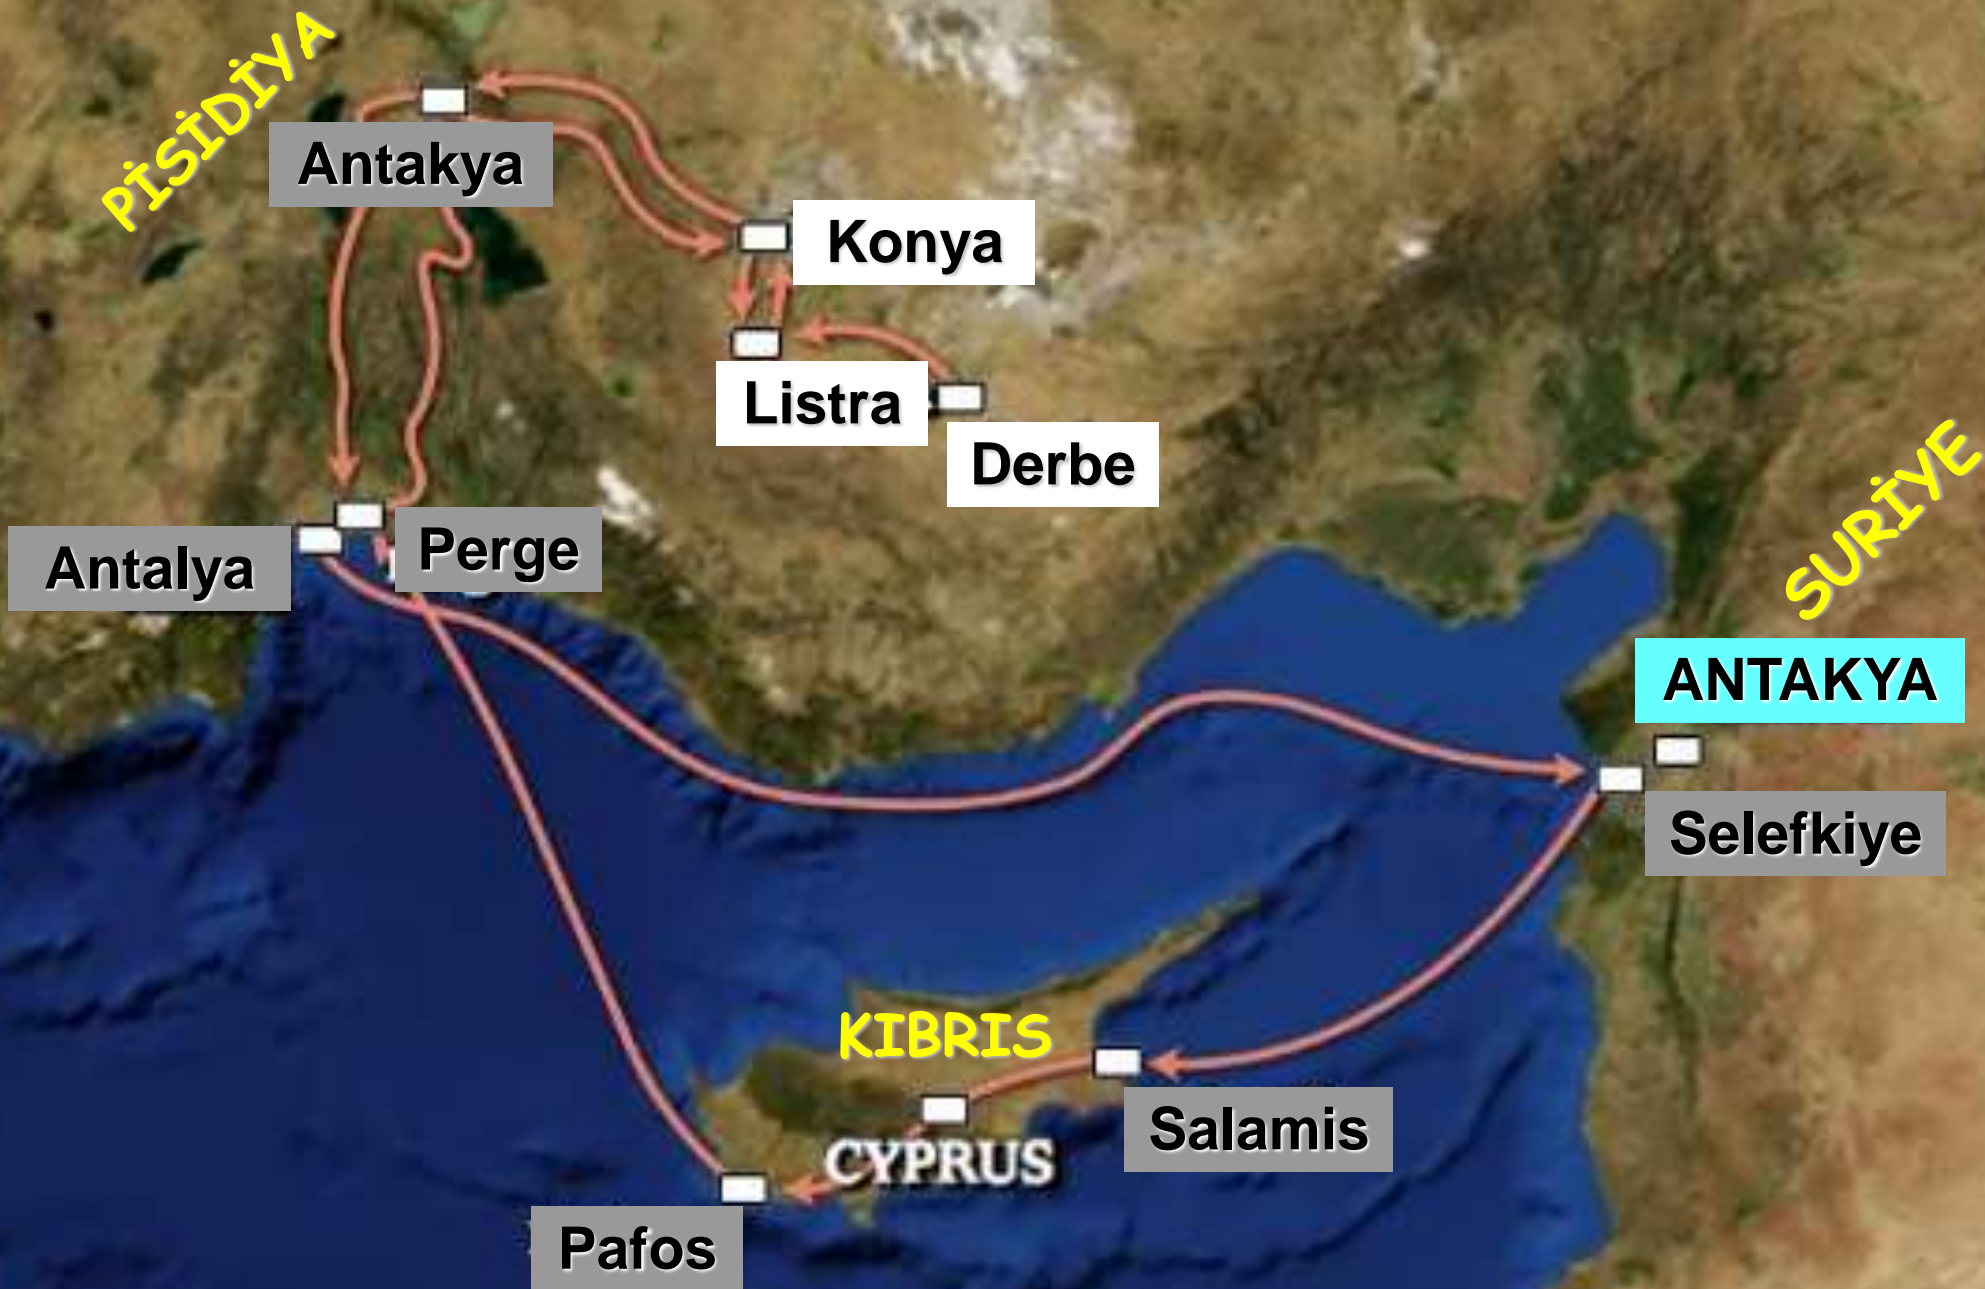 PİSİDİYA
Antakya
Konya
Listra
Derbe
Antalya
Perge
SURİYE
ANTAKYA
Selefkiye
KIBRIS
CYPRUS
Salamis
Pafos